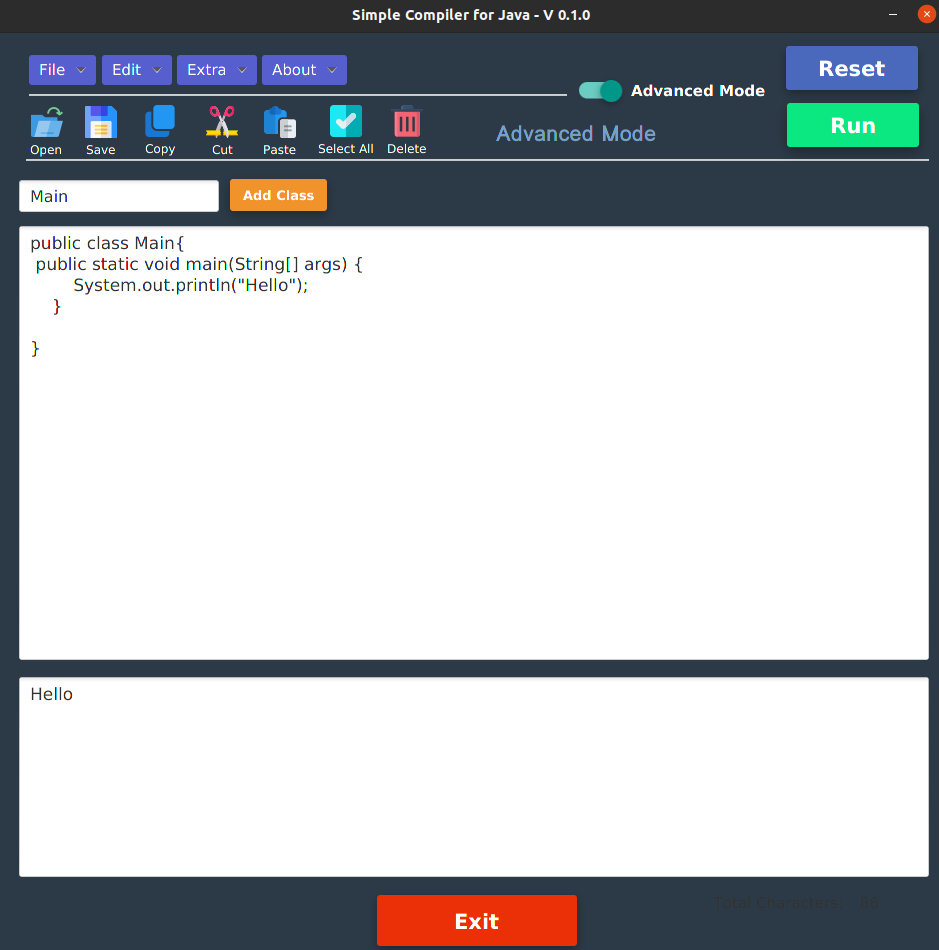 Simple Compiler for Java - V 0.1.0
File Edit Extra About
Reset
Advanced Mode
Run
Open Save Copy Cut Paste Select All Delete
Advanced Mode
Main
Add Class
public class Main{
public static void main(String[] args) {
System.out.println("Hello");
}
}
Hello
Total Characters
Exit